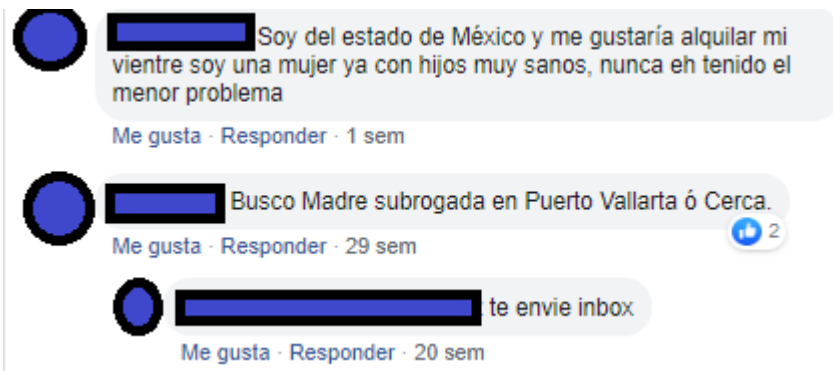 Soy del estado de México y me gustaría alquilar mi
vientre soy una mujer ya con hijos muy sanos, nunca eh tenido el
menor problema
Me gusta · Responder · 1 sem
Busco Madre subrogada en Puerto Vallarta ó Cerca.
2
Me gusta · Responder · 29 sem
te envie inbox
Me gusta · Responder · 20 sem